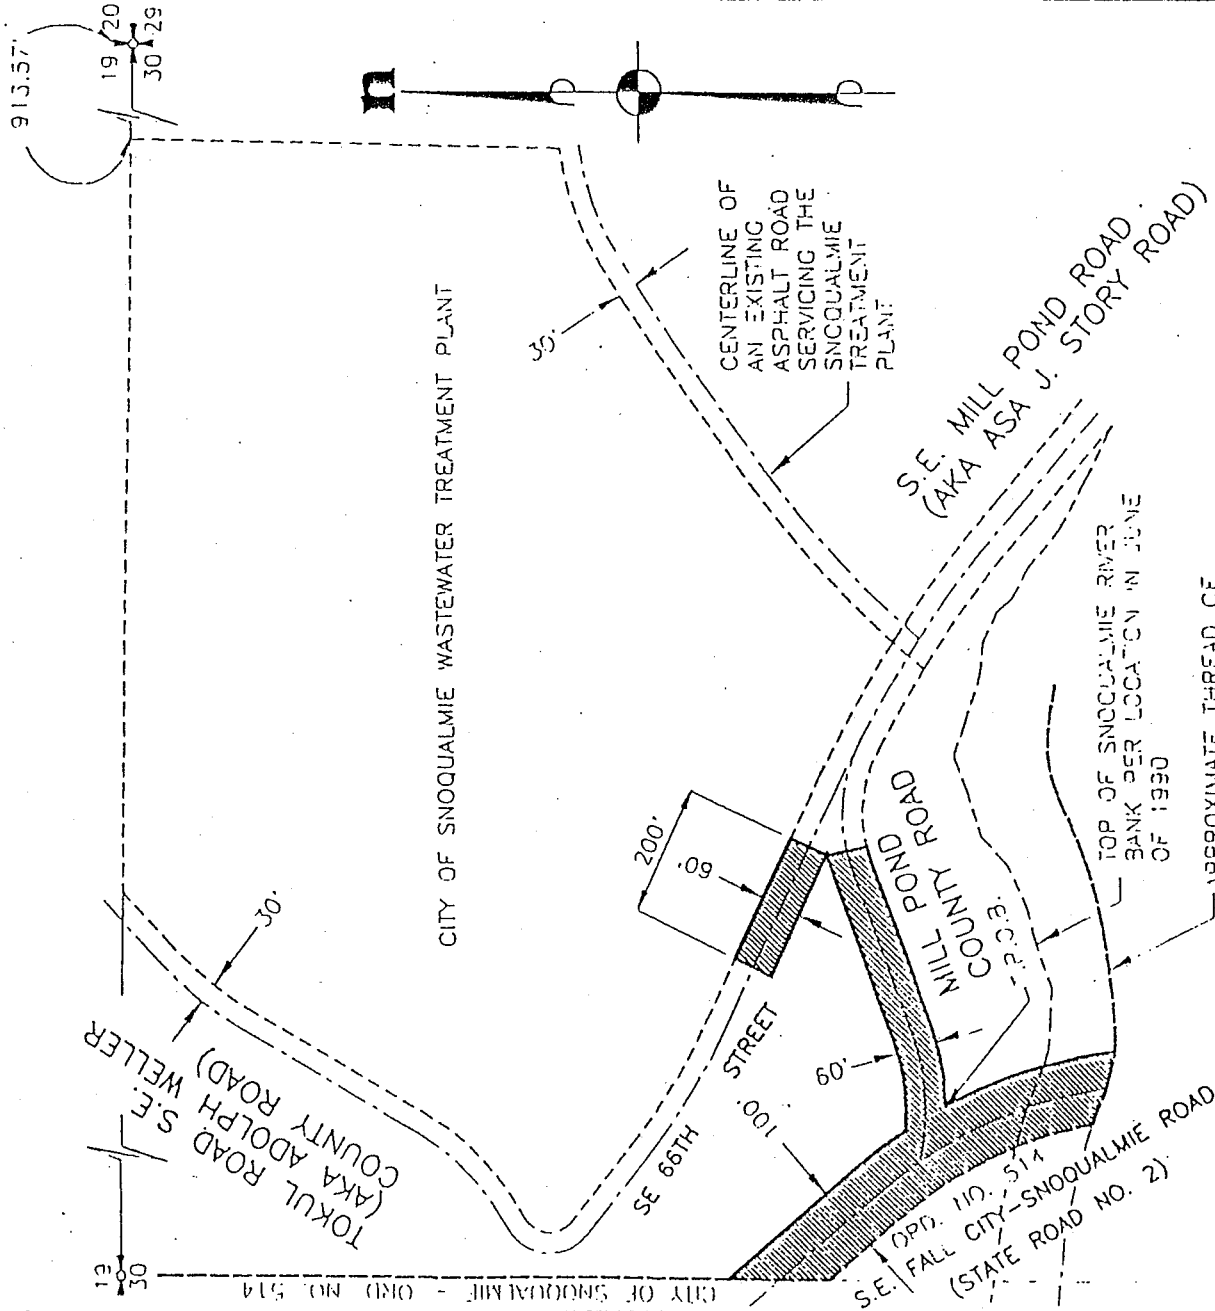 913.57'
19
20
30
29
n
CITY OF SNOQUALMIE WASTEWATER TREATMENT PLANT
30'
CENTERLINE OF
AN EXISTING
ASPHALT ROAD
SERVICING THE
SNOQUALMIE
TREATMENT
PLANT
S.E. MILL POND ROAD
(AKA ASA J. STORY ROAD)
30'
TOKUL ROAD S.E.
(AKA ADOLPH WELLER
COUNTY ROAD)
200'
60'
MILL POND
COUNTY ROAD
P.O.B.
TOP OF SNOQUALMIE RIVER
BANK PER LOCATION IN JUNE
OF 1990
APPROXIMATE THREAD OF
SE 66TH STREET
60'
100'
ORD. NO. 514
S.E. FALL CITY-SNOQUALMIE ROAD
(STATE ROAD NO. 2)
19
30
CITY OF SNOQUALMIE - ORD NO. 514